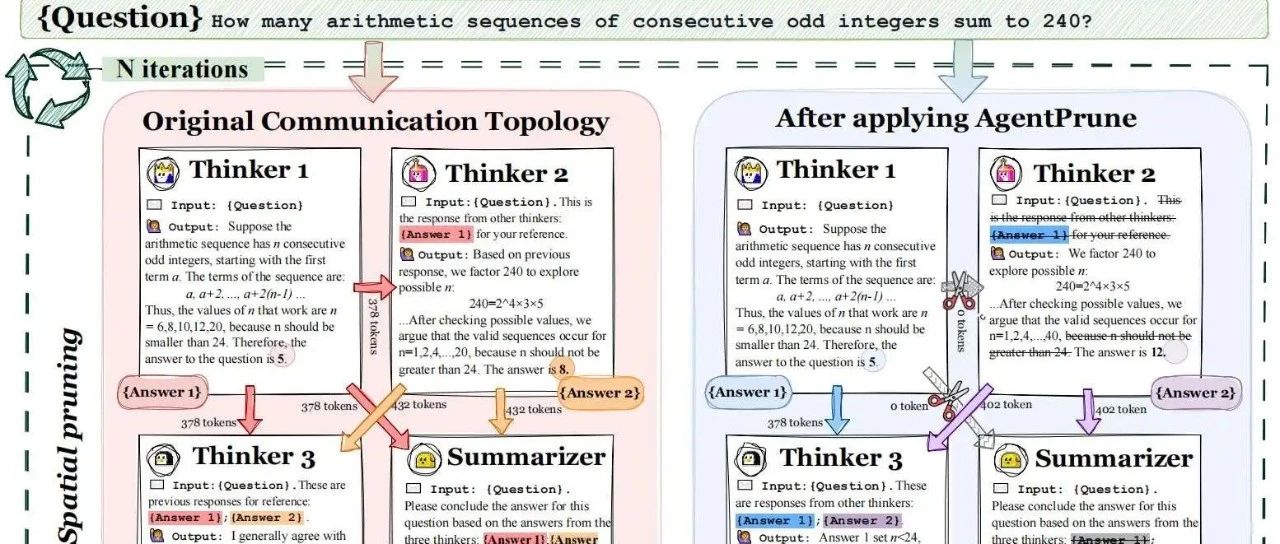 {Question} How many arithmetic sequences of consecutive odd integers sum to 240?
N iterations
Spatial pruning
Original Communication Topology
Thinker 1
Input: {Question}
Output: Suppose the
arithmetic sequence has n consecutive
odd integers, starting with the first
term a. The terms of the sequence are:
a, a+2, ..., a+2(n-1) ...
Thus, the values of n that work are n
= 6,8,10,12,20, because n should be
smaller than 24. Therefore, the
answer to the question is 5.
378 tokens
Thinker 2
Input:{Question}. This is
the response from other thinkers:
{Answer 1} for your reference.
Output: Based on previous
response, we factor 240 to explore
possible n:
240=2^4×3×5
...After checking possible values, we
argue that the valid sequences occur for
n=1,2,4,...,20, because n should not be
greater than 24. The answer is 8.
{Answer 1}
{Answer 2}
378 tokens
378 tokens
432 tokens
432 tokens
Thinker 3
Input:{Question}. These are
previous responses for reference:
{Answer 1};{Answer 2}.
Output: I generally agree with
Summarizer
Input: {Question}.
Please conclude the answer for this
question based on the answers from the
three thinkers: {Answer 1},{Answer
After applying AgentPrune
Thinker 1
Input: {Question}
Output: Suppose the
arithmetic sequence has n consecutive
odd integers, starting with the first
term a. The terms of the sequence are:
a, a+2, ..., a+2(n-1) ...
Thus, the values of n that work are n
= 6,8,10,12,20, because n should be
smaller than 24. Therefore, the
answer to the question is 5.
0 tokens
Thinker 2
Input:{Question}. This
is the response from other thinkers:
{Answer 1} for your reference.
Output: We factor 240 to
explore possible n:
240=2^4×3×5
...After checking possible values, we
argue that the valid sequences occur for
n=1,2,4,...,40, because n should not be
greater than 24. The answer is 12.
{Answer 1}
{Answer 2}
378 tokens
0 token
402 token
402 token
Thinker 3
Input:{Question}. These
are responses from other thinkers:
{Answer 1};{Answer 2}.
Output: Answer 1 set n<24,
Summarizer
Input: {Question}.
Please conclude the answer for this
question based on the answers from the
three thinkers: {Answer 1};